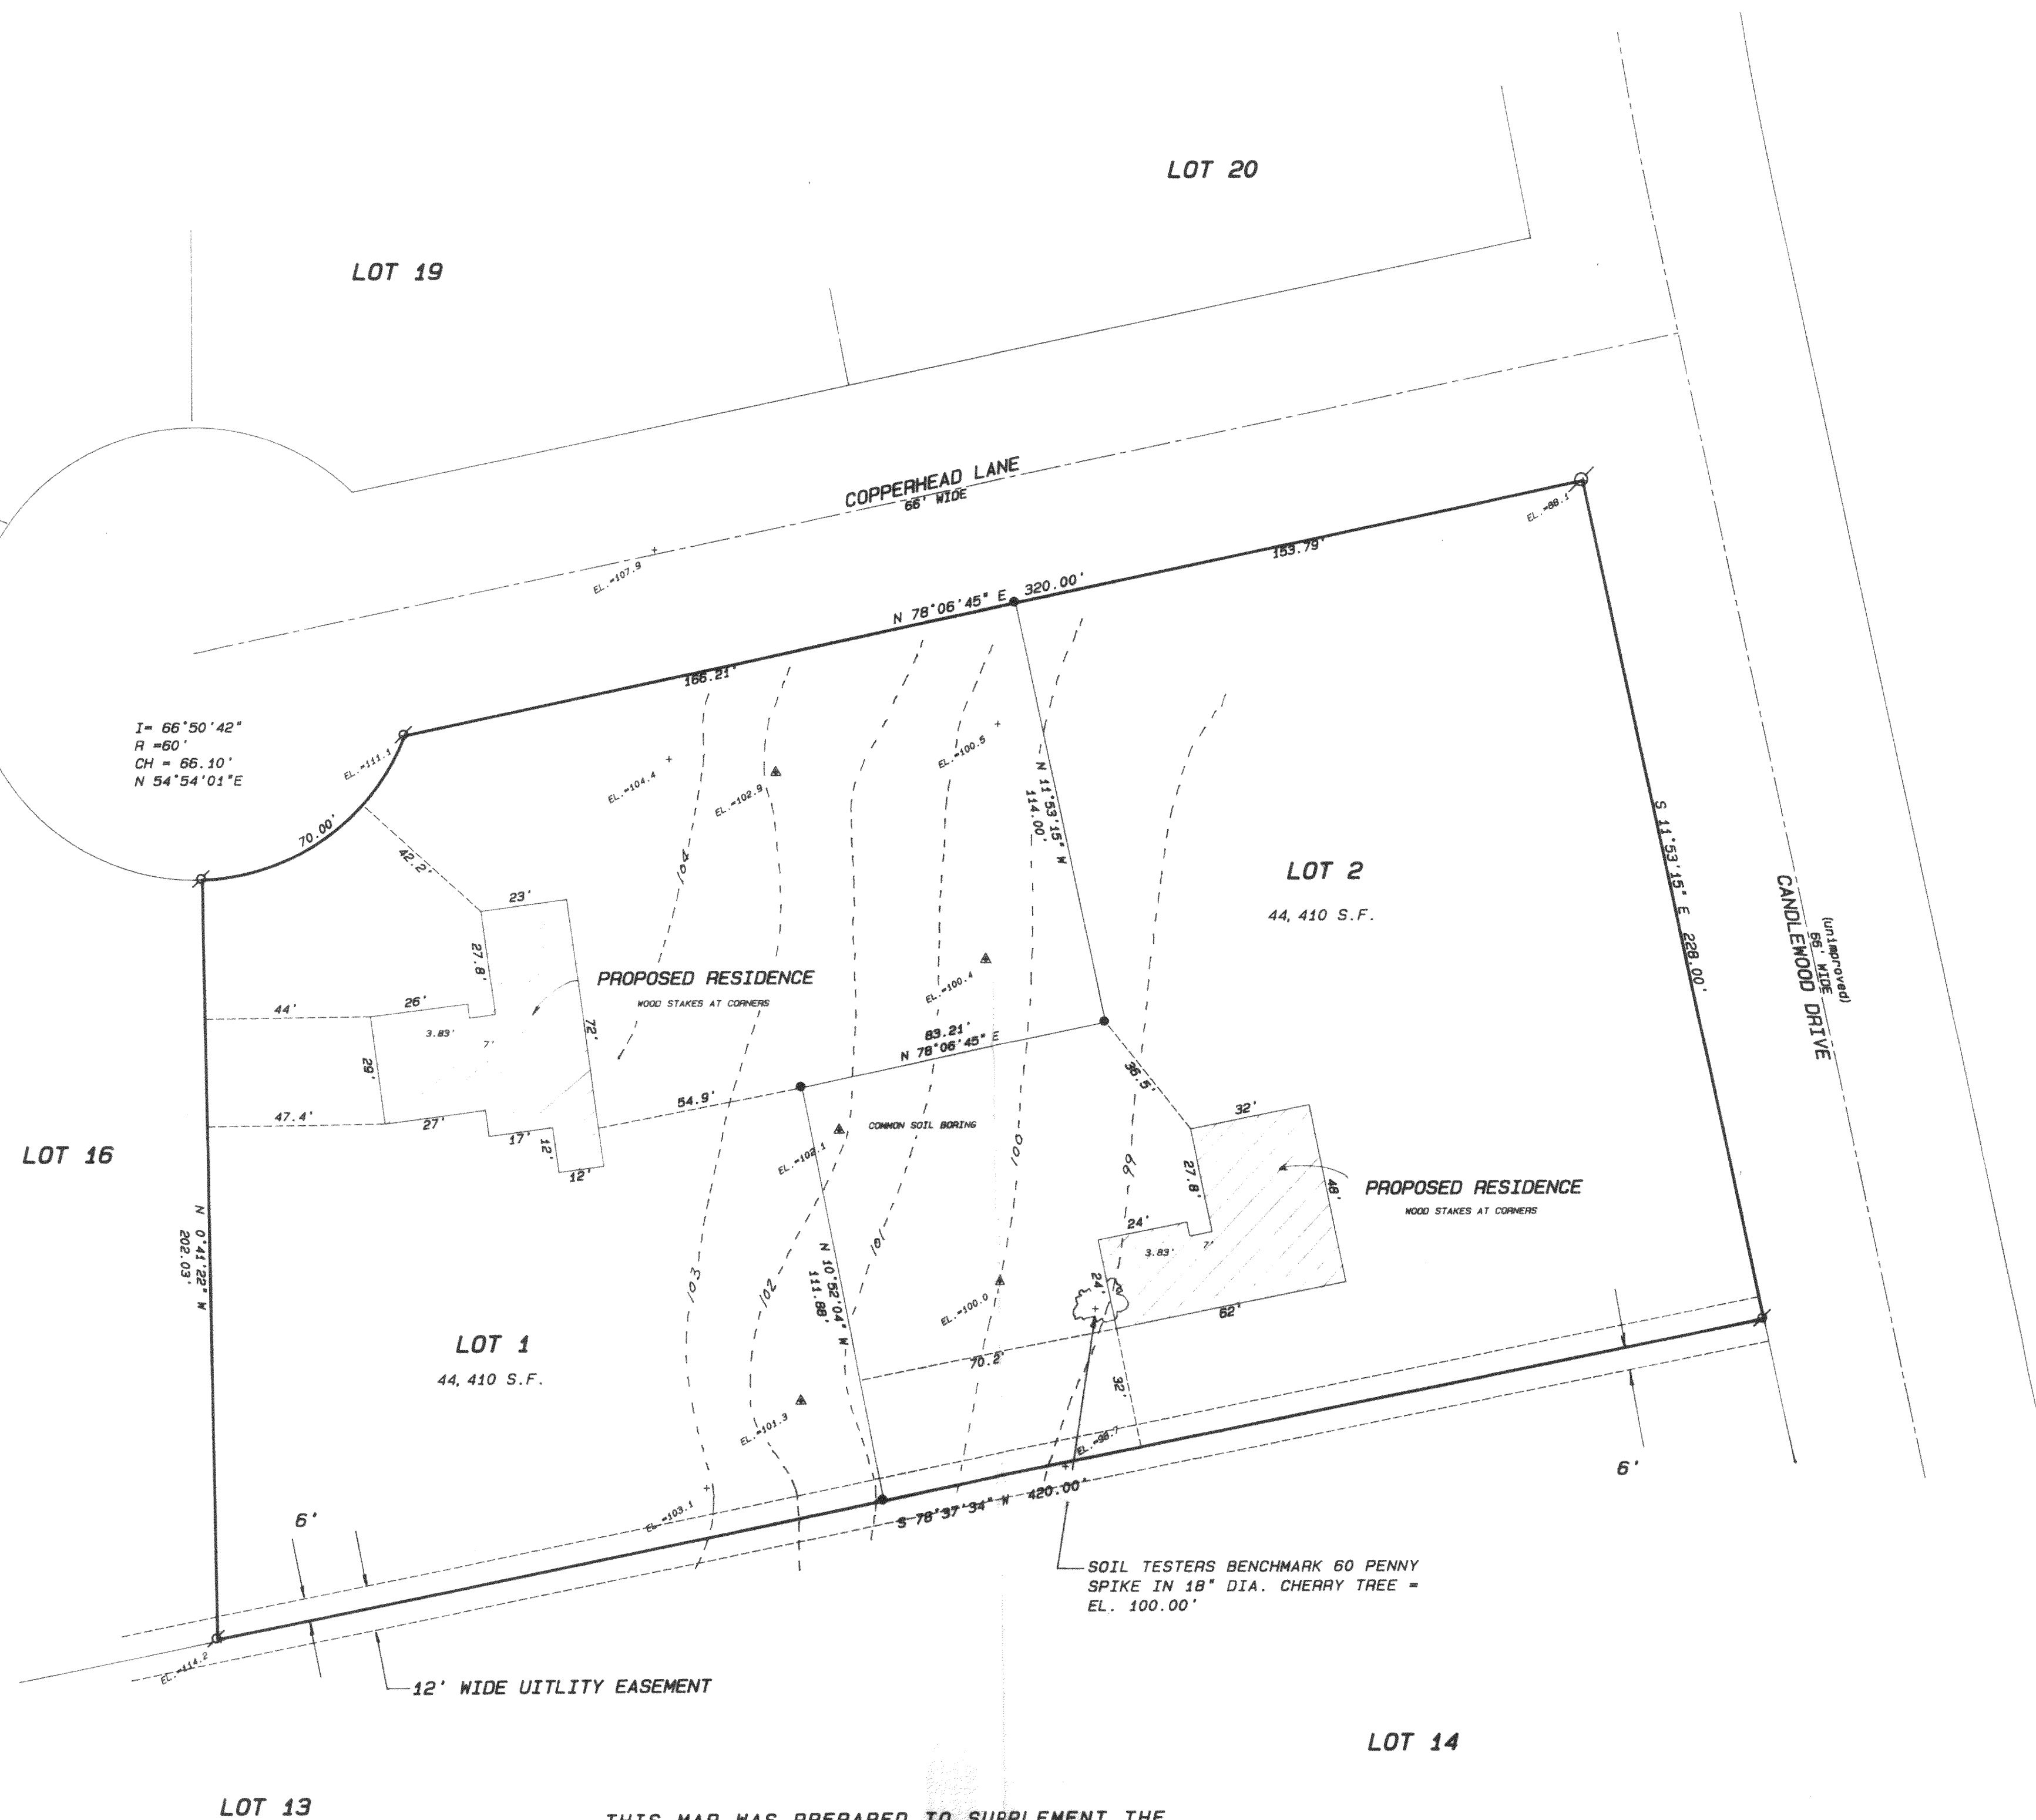 LOT 20
LOT 19
COPPERHEAD LANE
66' WIDE
EL.=107.9
EL.=88.1
153.79'
N 78°06'45" E 320.00'
166.21'
I= 66°50'42"
R =60'
CH = 66.10'
N 54°54'01"E
EL.=111.1
70.00'
42.2'
EL.=104.4
EL.=102.9
EL.=100.5
N 11°53'15" W
114.00'
LOT 2
44,410 S.F.
S 11°53'15" E 228.00'
CANDLEWOOD DRIVE
66' WIDE
(unimproved)
104
23'
27.8'
PROPOSED RESIDENCE
WOOD STAKES AT CORNERS
44'
26'
3.83'
7'
72'
29'
47.4'
27'
17'
12'
12'
EL.=100.4
83.21'
N 78°06'45" E
54.9'
36.5'
COMMON SOIL BORING
EL.=102.1
LOT 16
N 0°41'22" W
202.03'
100
99
32'
27.8'
48'
PROPOSED RESIDENCE
WOOD STAKES AT CORNERS
24'
3.83'
7'
24'
62'
103
102
101
N 10°52'04" W
111.88'
EL.=100.0
70.2'
32'
LOT 1
44,410 S.F.
EL.=101.3
EL.=98.7
EL.=103.1
S 78°37'34" W 420.00'
6'
6'
SOIL TESTERS BENCHMARK 60 PENNY
SPIKE IN 18" DIA. CHERRY TREE =
EL. 100.00'
EL.=114.2
12' WIDE UITLITY EASEMENT
LOT 14
LOT 13
THIS MAP WAS PREPARED TO SUPPLEMENT THE